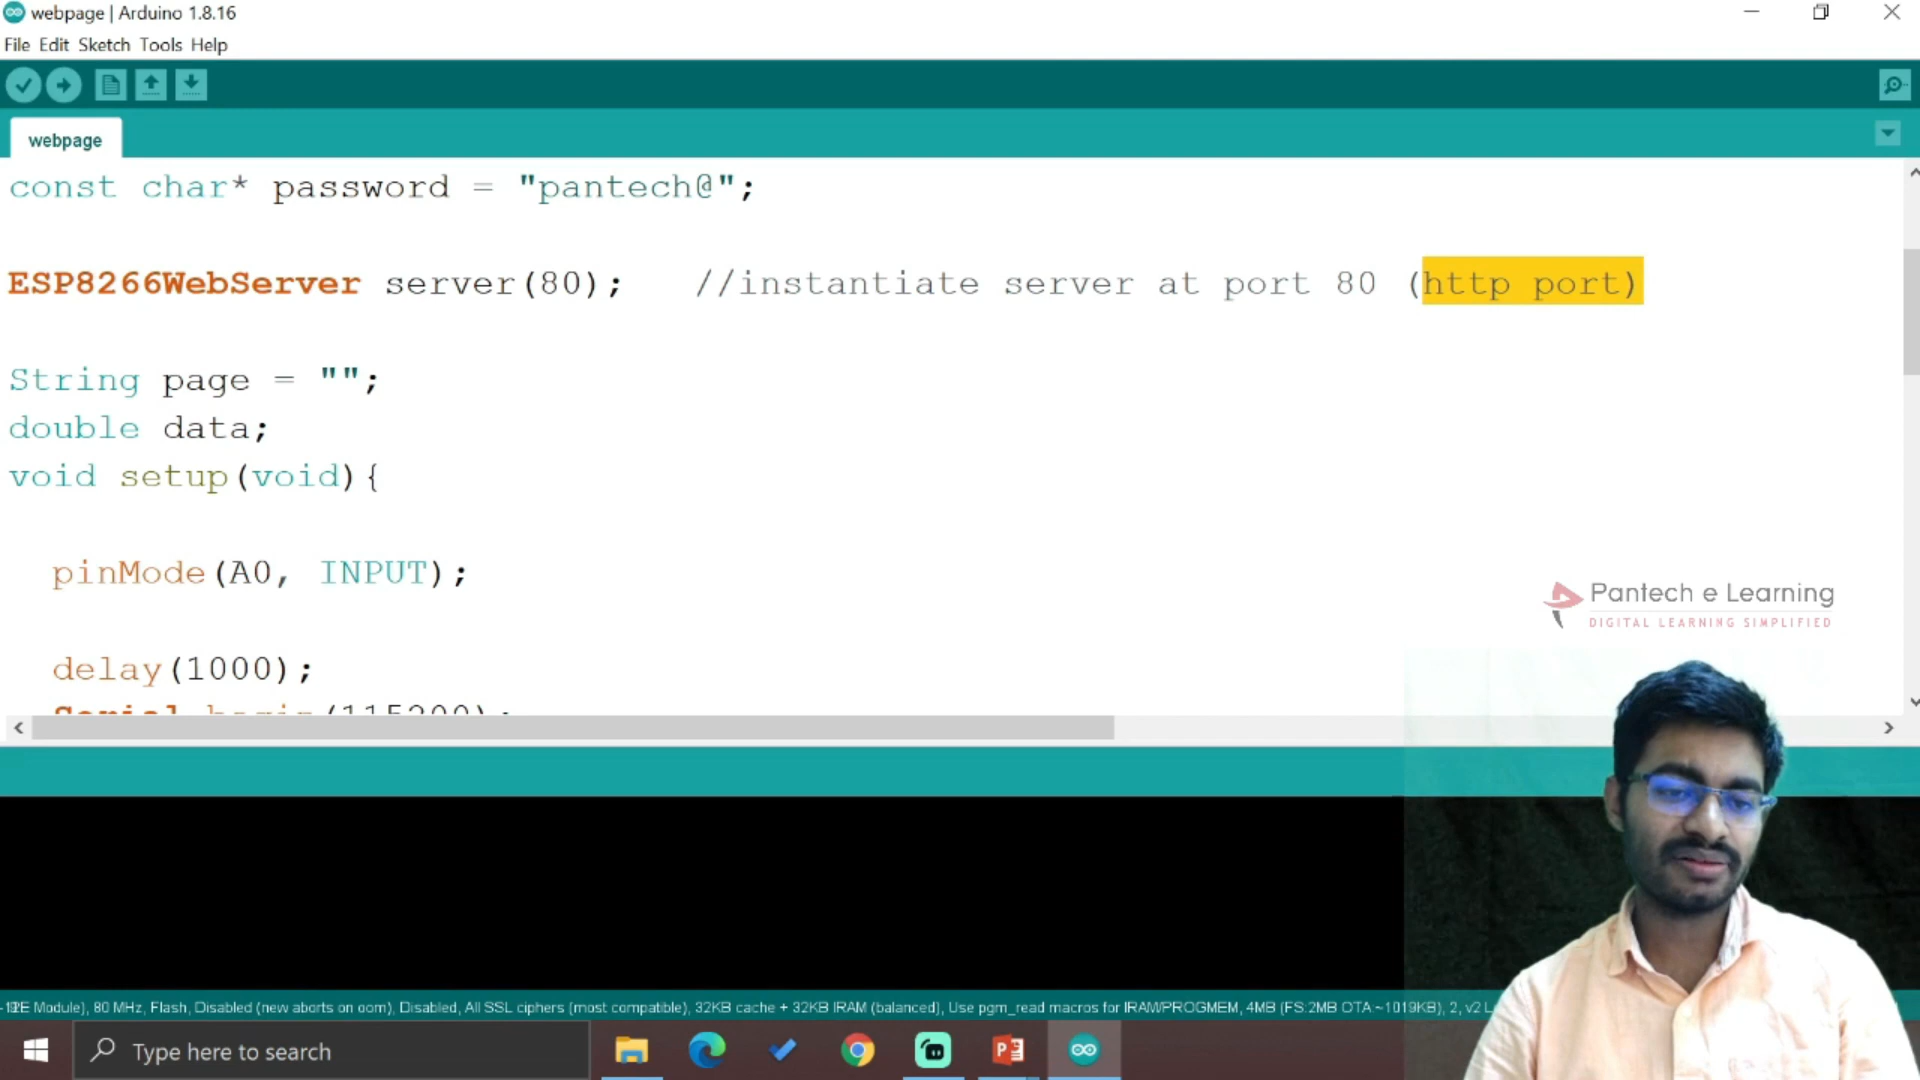 webpage | Arduino 1.8.16
File Edit Sketch Tools Help
webpage
const char* password = "pantech@";
ESP8266WebServer server(80);   //instantiate server at port 80 (http port)
String page = "";
double data;
void setup(void){
pinMode(A0, INPUT);
delay(1000);
Serial.begin(115200);
Pantech e Learning
DIGITAL LEARNING SIMPLIFIED
Module), 80 MHz, Flash, Disabled (new aborts on oom), Disabled, All SSL ciphers (most compatible), 32KB cache + 32KB IRAM (balanced), Use pgm_read macros for IRAM/PROGMEM, 4MB (FS:2MB OTA:~1019KB), 2, v2 L
Type here to search